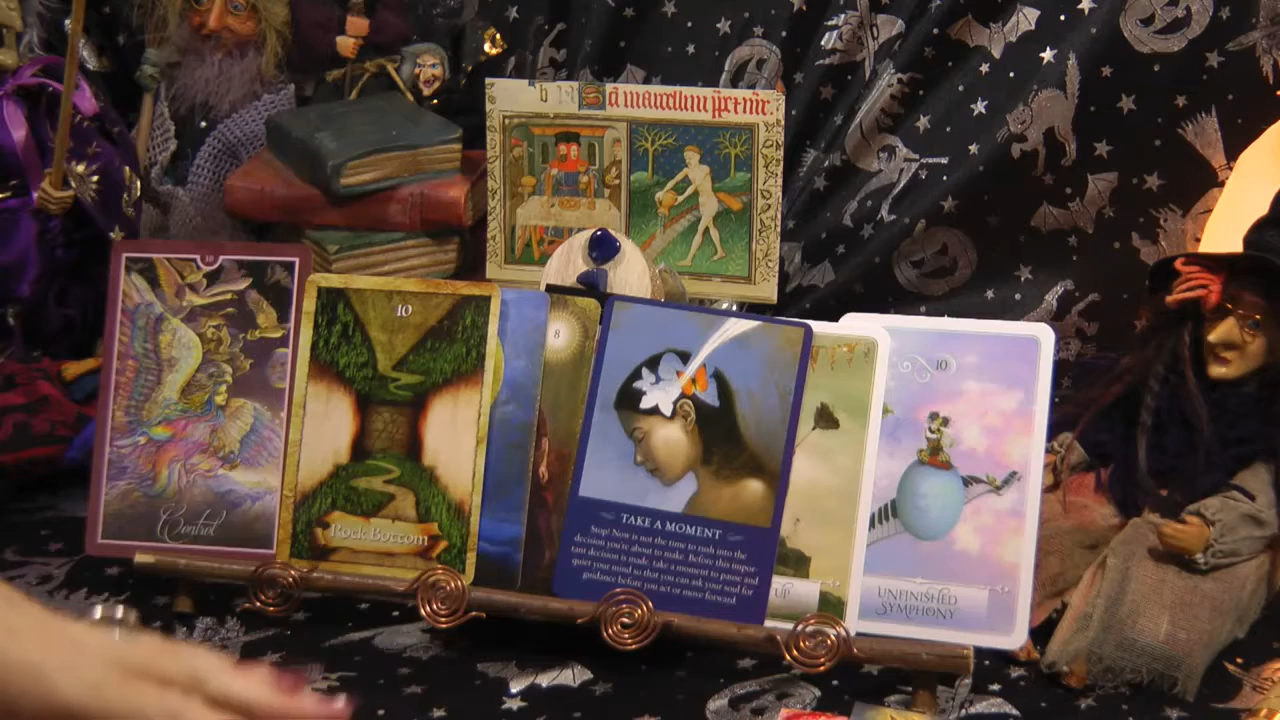 10
Control
10
Rock Bottom
8
TAKE A MOMENT
Stop! Now is not the time to rush into the
decision you're about to make. Before this impor-
tant decision is made, take a moment to pause and
quiet your mind so that you can ask your soul for
guidance before you act or move forward
UP
10
UNFINISHED
SYMPHONY